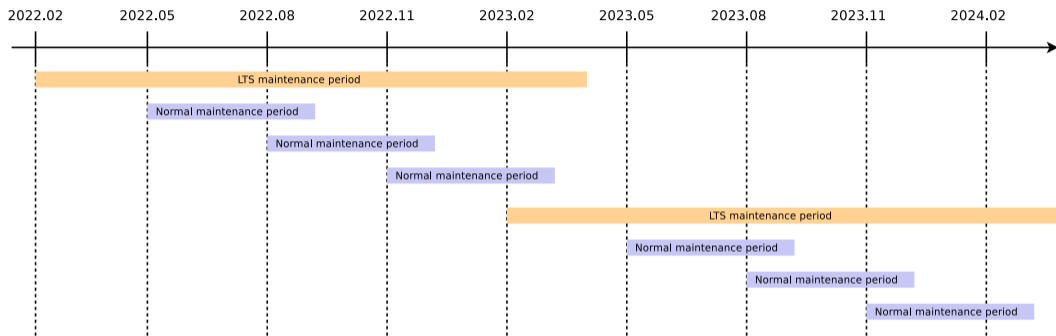 2022.02 2022.05 2022.08 2022.11 2023.02 2023.05 2023.08 2023.11 2024.02
LTS maintenance period
Normal maintenance period
Normal maintenance period
Normal maintenance period
LTS maintenance period
Normal maintenance period
Normal maintenance period
Normal maintenance period